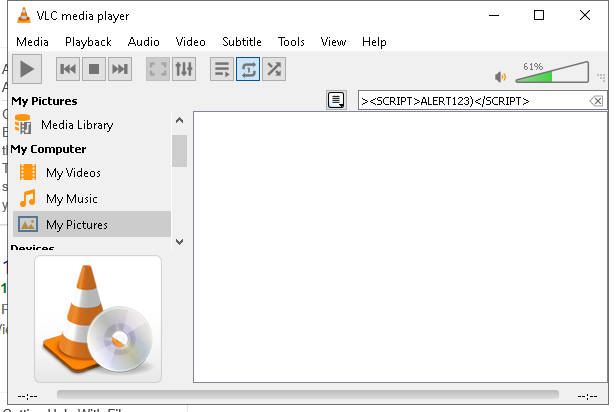 VLC media player
Media Playback Audio Video Subtitle Tools View Help
61%
My Pictures
><SCRIPT>ALERT123)</SCRIPT>
Media Library
My Computer
My Videos
My Music
My Pictures
Devices
--:--
--:--